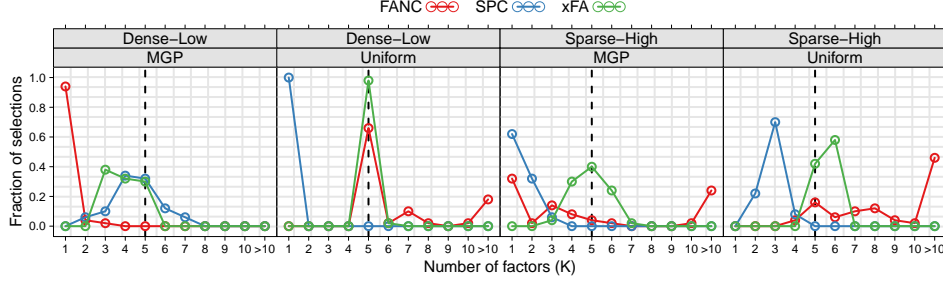 FANC SPC xFA
Dense−Low Dense−Low Sparse−High Sparse−High
MGP Uniform MGP Uniform
Fraction of selections
1.0
0.8
0.6
0.4
0.2
0.0
1 2 3 4 5 6 7 8 9 10 >10 1 2 3 4 5 6 7 8 9 10 >10 1 2 3 4 5 6 7 8 9 10 >10 1 2 3 4 5 6 7 8 9 10 >10
Number of factors (K)